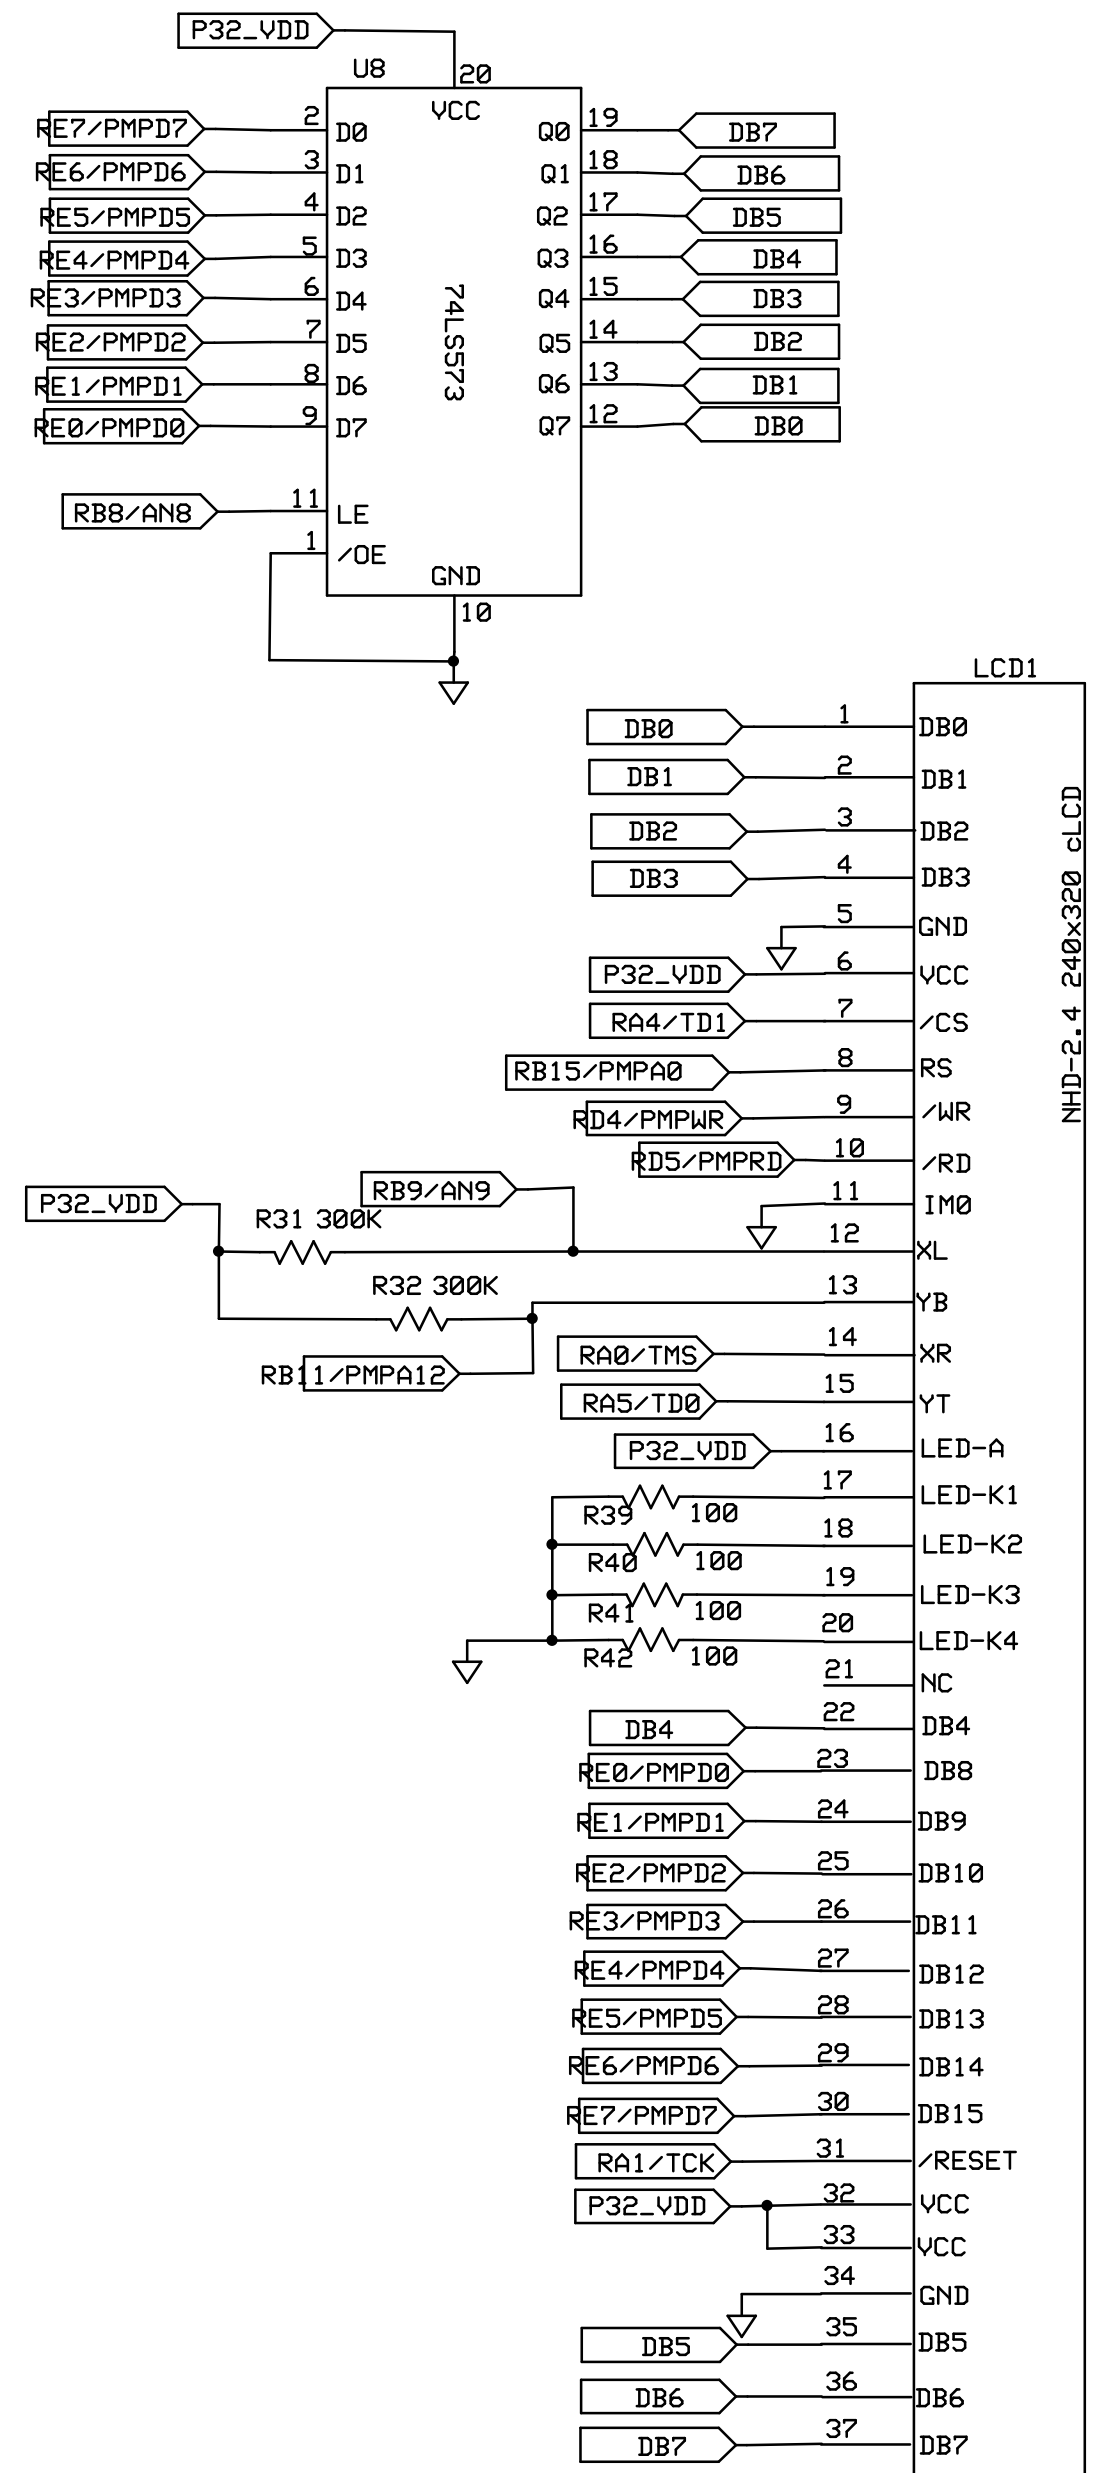 P32_VDD
U8
20
VCC
RE7/PMPD7 2 D0 Q0 19 DB7
RE6/PMPD6 3 D1 Q1 18 DB6
RE5/PMPD5 4 D2 Q2 17 DB5
RE4/PMPD4 5 D3 Q3 16 DB4
RE3/PMPD3 6 D4 Q4 15 DB3
RE2/PMPD2 7 D5 Q5 14 DB2
RE1/PMPD1 8 D6 Q6 13 DB1
RE0/PMPD0 9 D7 Q7 12 DB0
74LS573
RB8/AN8 11 LE
1 /OE
GND
10
LCD1
NHD-2.4 240x320 cLCD
DB0 1 DB0
DB1 2 DB1
DB2 3 DB2
DB3 4 DB3
5 GND
P32_VDD 6 VCC
RA4/TD1 7 /CS
RB15/PMPA0 8 RS
RD4/PMPWR 9 /WR
RD5/PMPRD 10 /RD
11 IM0
P32_VDD RB9/AN9
R31 300K 12 XL
R32 300K 13 YB
RB11/PMPA12
RA0/TMS 14 XR
RA5/TD0 15 YT
P32_VDD 16 LED-A
R39 100 17 LED-K1
R40 100 18 LED-K2
R41 100 19 LED-K3
R42 100 20 LED-K4
21 NC
DB4 22 DB4
RE0/PMPD0 23 DB8
RE1/PMPD1 24 DB9
RE2/PMPD2 25 DB10
RE3/PMPD3 26 DB11
RE4/PMPD4 27 DB12
RE5/PMPD5 28 DB13
RE6/PMPD6 29 DB14
RE7/PMPD7 30 DB15
RA1/TCK 31 /RESET
P32_VDD 32 VCC
33 VCC
34 GND
DB5 35 DB5
DB6 36 DB6
DB7 37 DB7